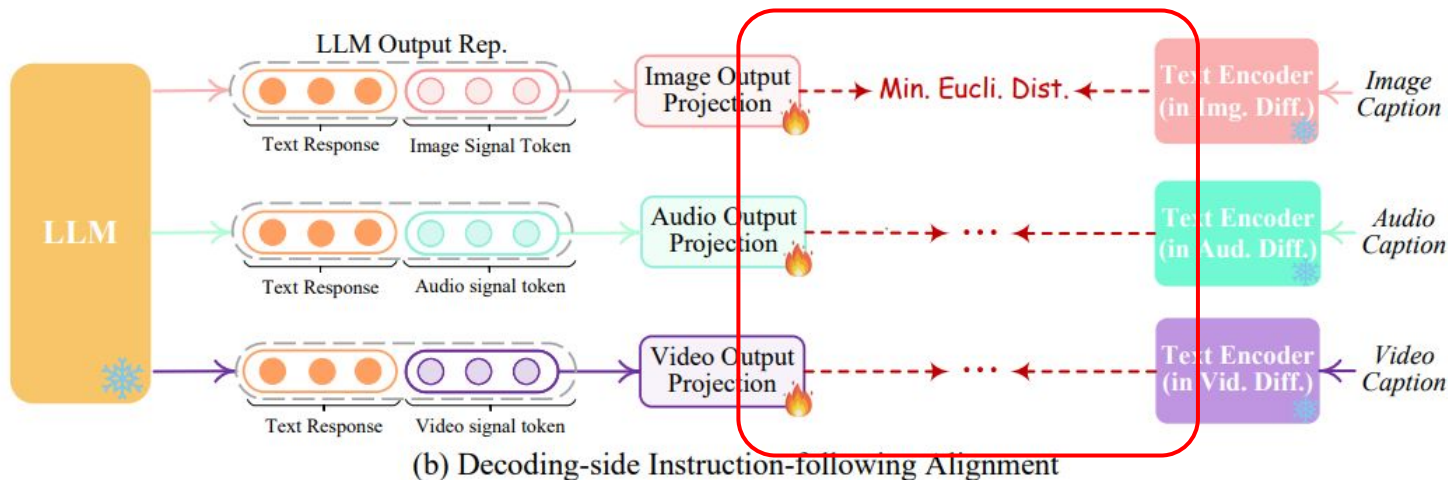 LLM Output Rep.
LLM
Text Response
Image Signal Token
Image Output
Projection
Min. Eucli. Dist.
Text Encoder
(in Img. Diff.)
Image
Caption
Text Response
Audio signal token
Audio Output
Projection
...
Text Encoder
(in Aud. Diff.)
Audio
Caption
Text Response
Video signal token
Video Output
Projection
...
Text Encoder
(in Vid. Diff.)
Video
Caption
(b) Decoding-side Instruction-following Alignment